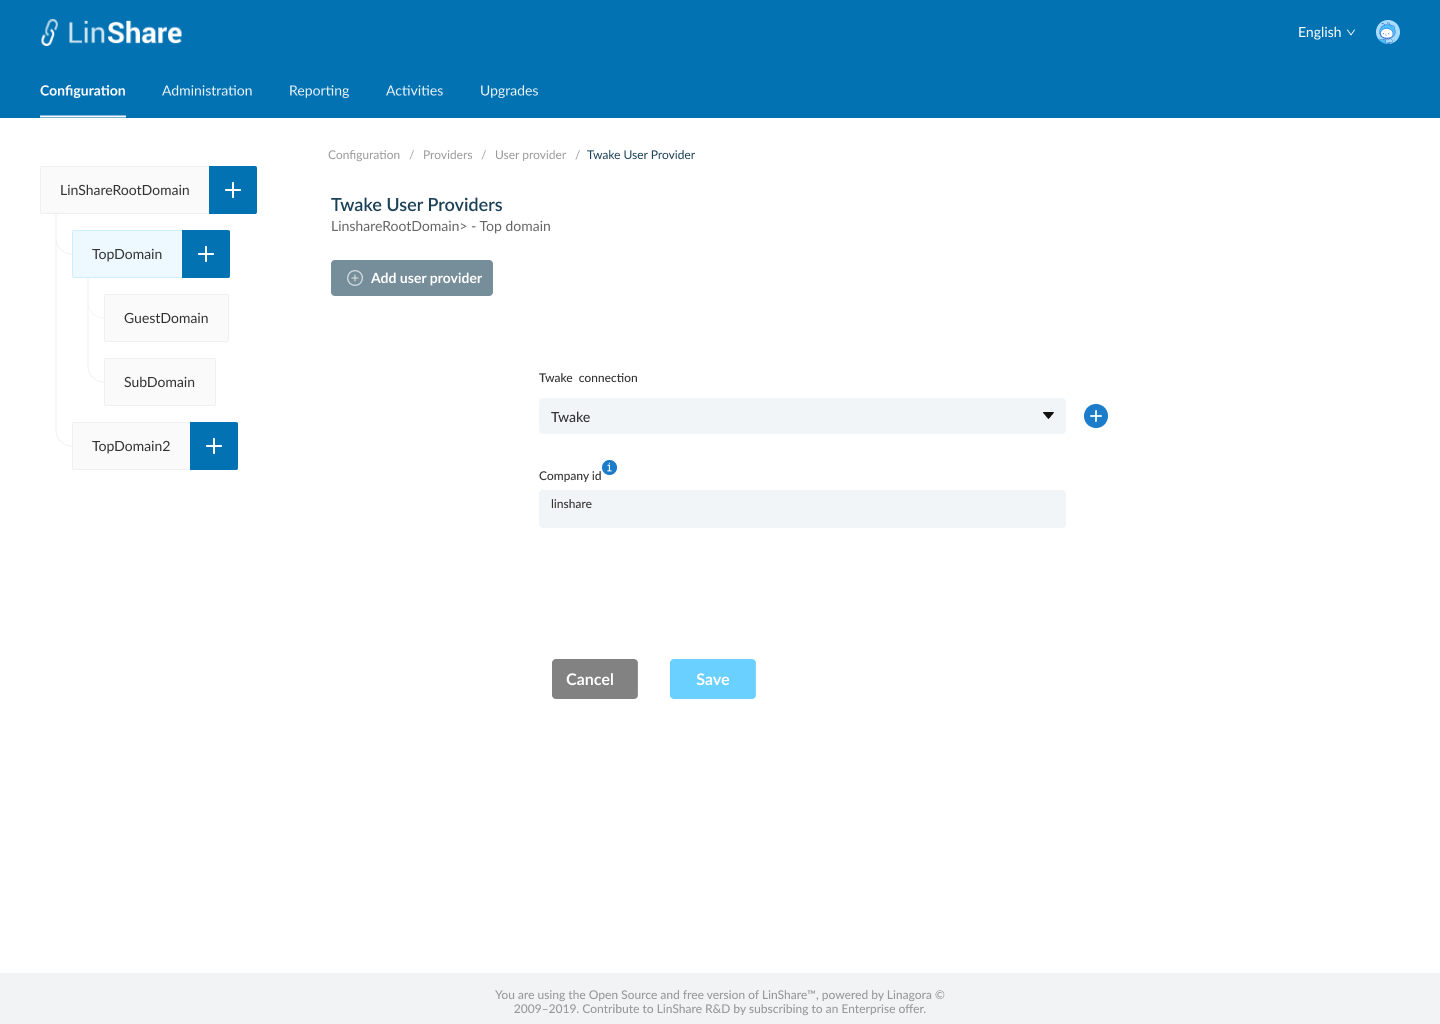 LinShare
English
Configuration Administration Reporting Activities Upgrades
Configuration / Providers / User provider / Twake User Provider
LinShareRootDomain
TopDomain
GuestDomain
SubDomain
TopDomain2
Twake User Providers
LinshareRootDomain> - Top domain
Add user provider
Twake connection
Twake
Company id
linshare
Cancel Save
You are using the Open Source and free version of LinShare™, powered by Linagora ©
2009–2019. Contribute to LinShare R&D by subscribing to an Enterprise offer.